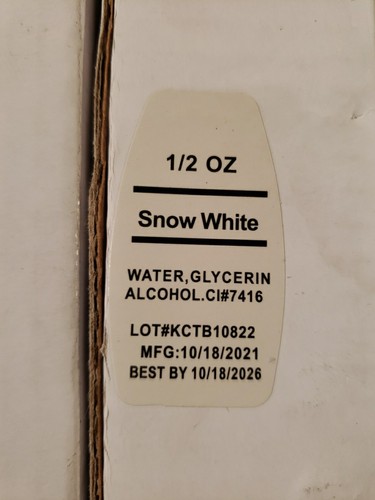 1/2 OZ
Snow White
WATER,GLYCERIN
ALCOHOL.CI#7416
LOT#KCTB10822
MFG:10/18/2021
BEST BY 10/18/2026